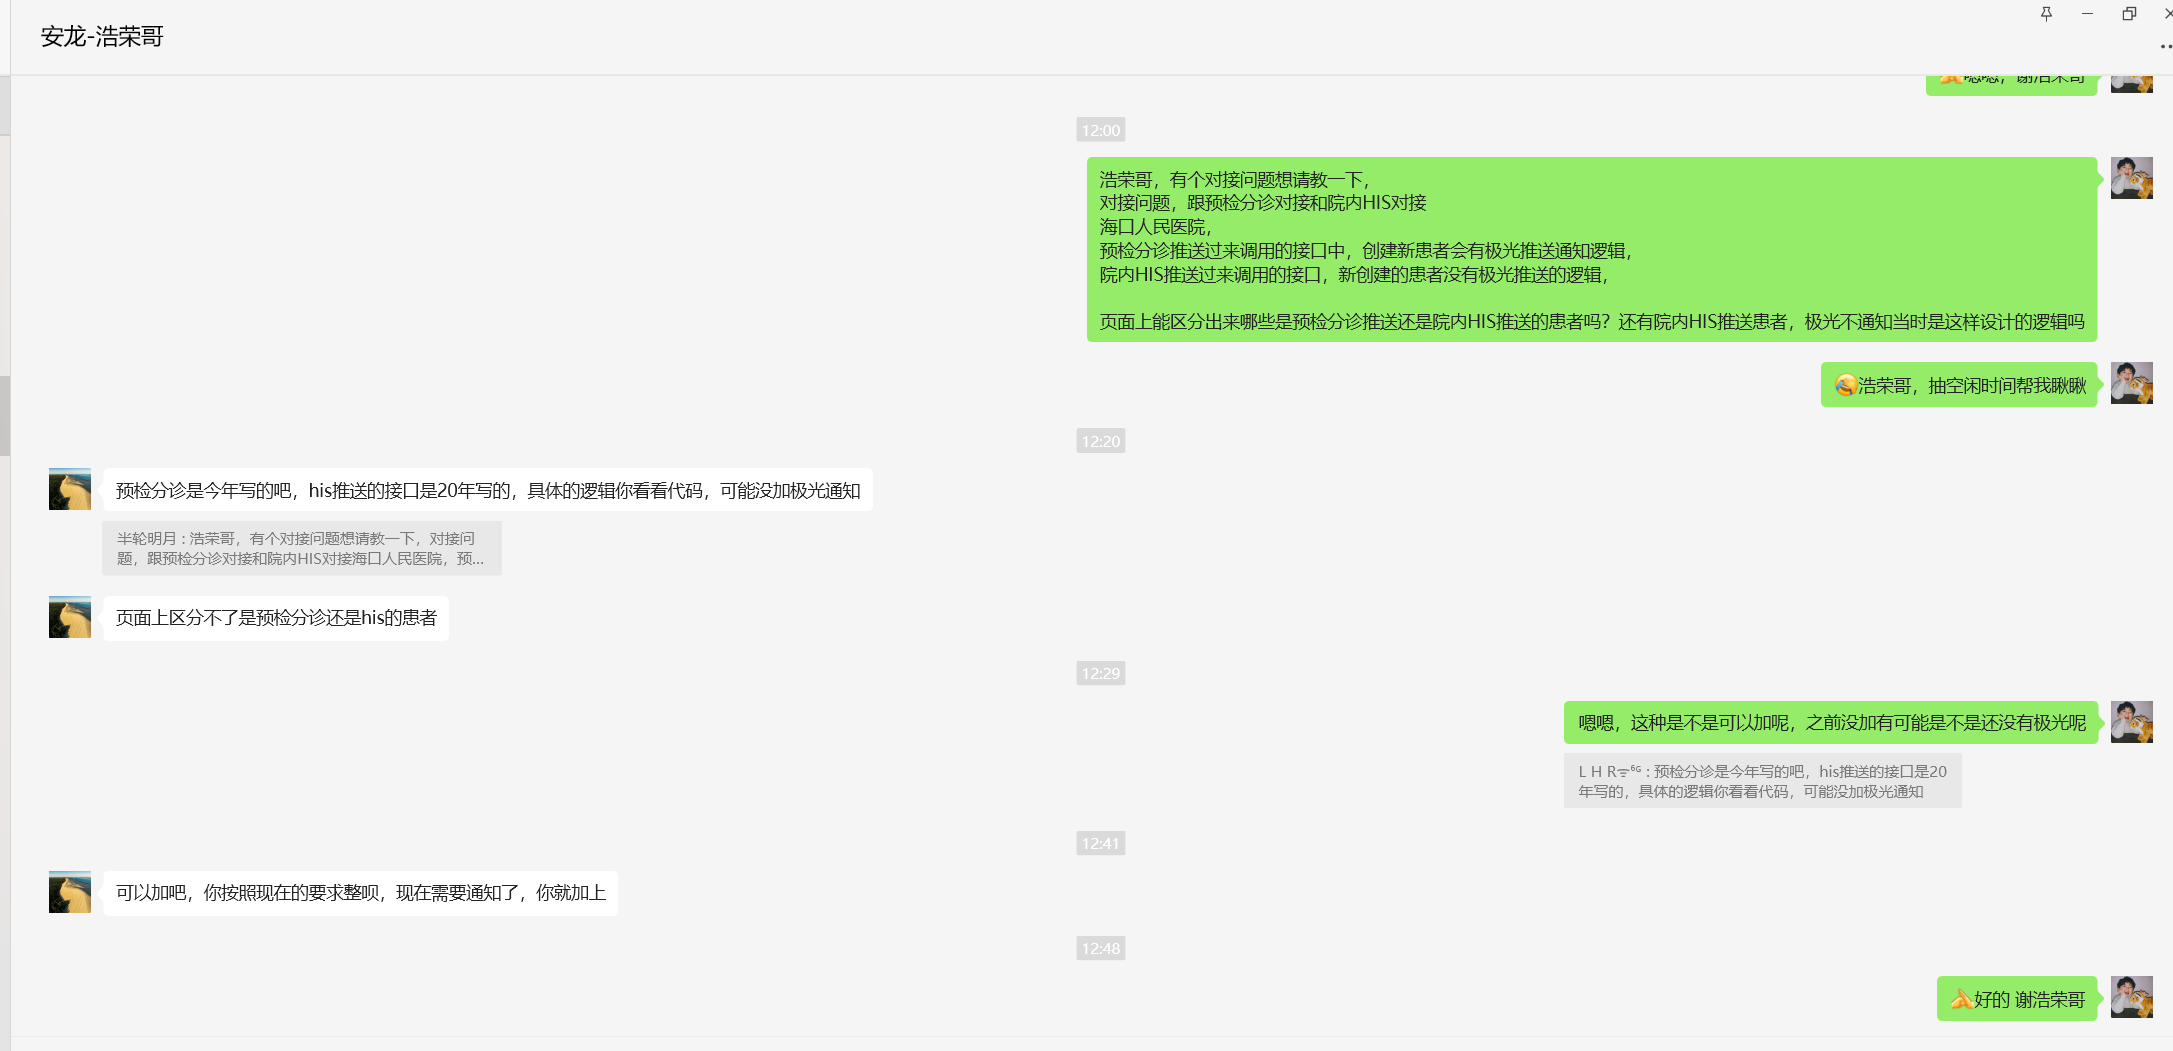 安龙-浩荣哥
嗯嗯，谢浩荣哥
12:00
浩荣哥，有个对接问题想请教一下，
对接问题，跟预检分诊对接和院内HIS对接
海口人民医院，
预检分诊推送过来调用的接口中，创建新患者会有极光推送通知逻辑，
院内HIS推送过来调用的接口，新创建的患者没有极光推送的逻辑，
页面上能区分出来哪些是预检分诊推送还是院内HIS推送的患者吗？还有院内HIS推送患者，极光不通知当时是这样设计的逻辑吗
😂浩荣哥，抽空闲时间帮我瞅瞅
12:20
预检分诊是今年写的吧，his推送的接口是20年写的，具体的逻辑你看看代码，可能没加极光通知
半轮明月 : 浩荣哥，有个对接问题想请教一下，对接问
题，跟预检分诊对接和院内HIS对接海口人民医院，预...
页面上区分不了是预检分诊还是his的患者
12:29
嗯嗯，这种是不是可以加呢，之前没加有可能是不是还没有极光呢
L H R ⁶ᴳ : 预检分诊是今年写的吧，his推送的接口是20
年写的，具体的逻辑你看看代码，可能没加极光通知
12:41
可以加吧，你按照现在的要求整呗，现在需要通知了，你就加上
12:48
🙏好的 谢浩荣哥